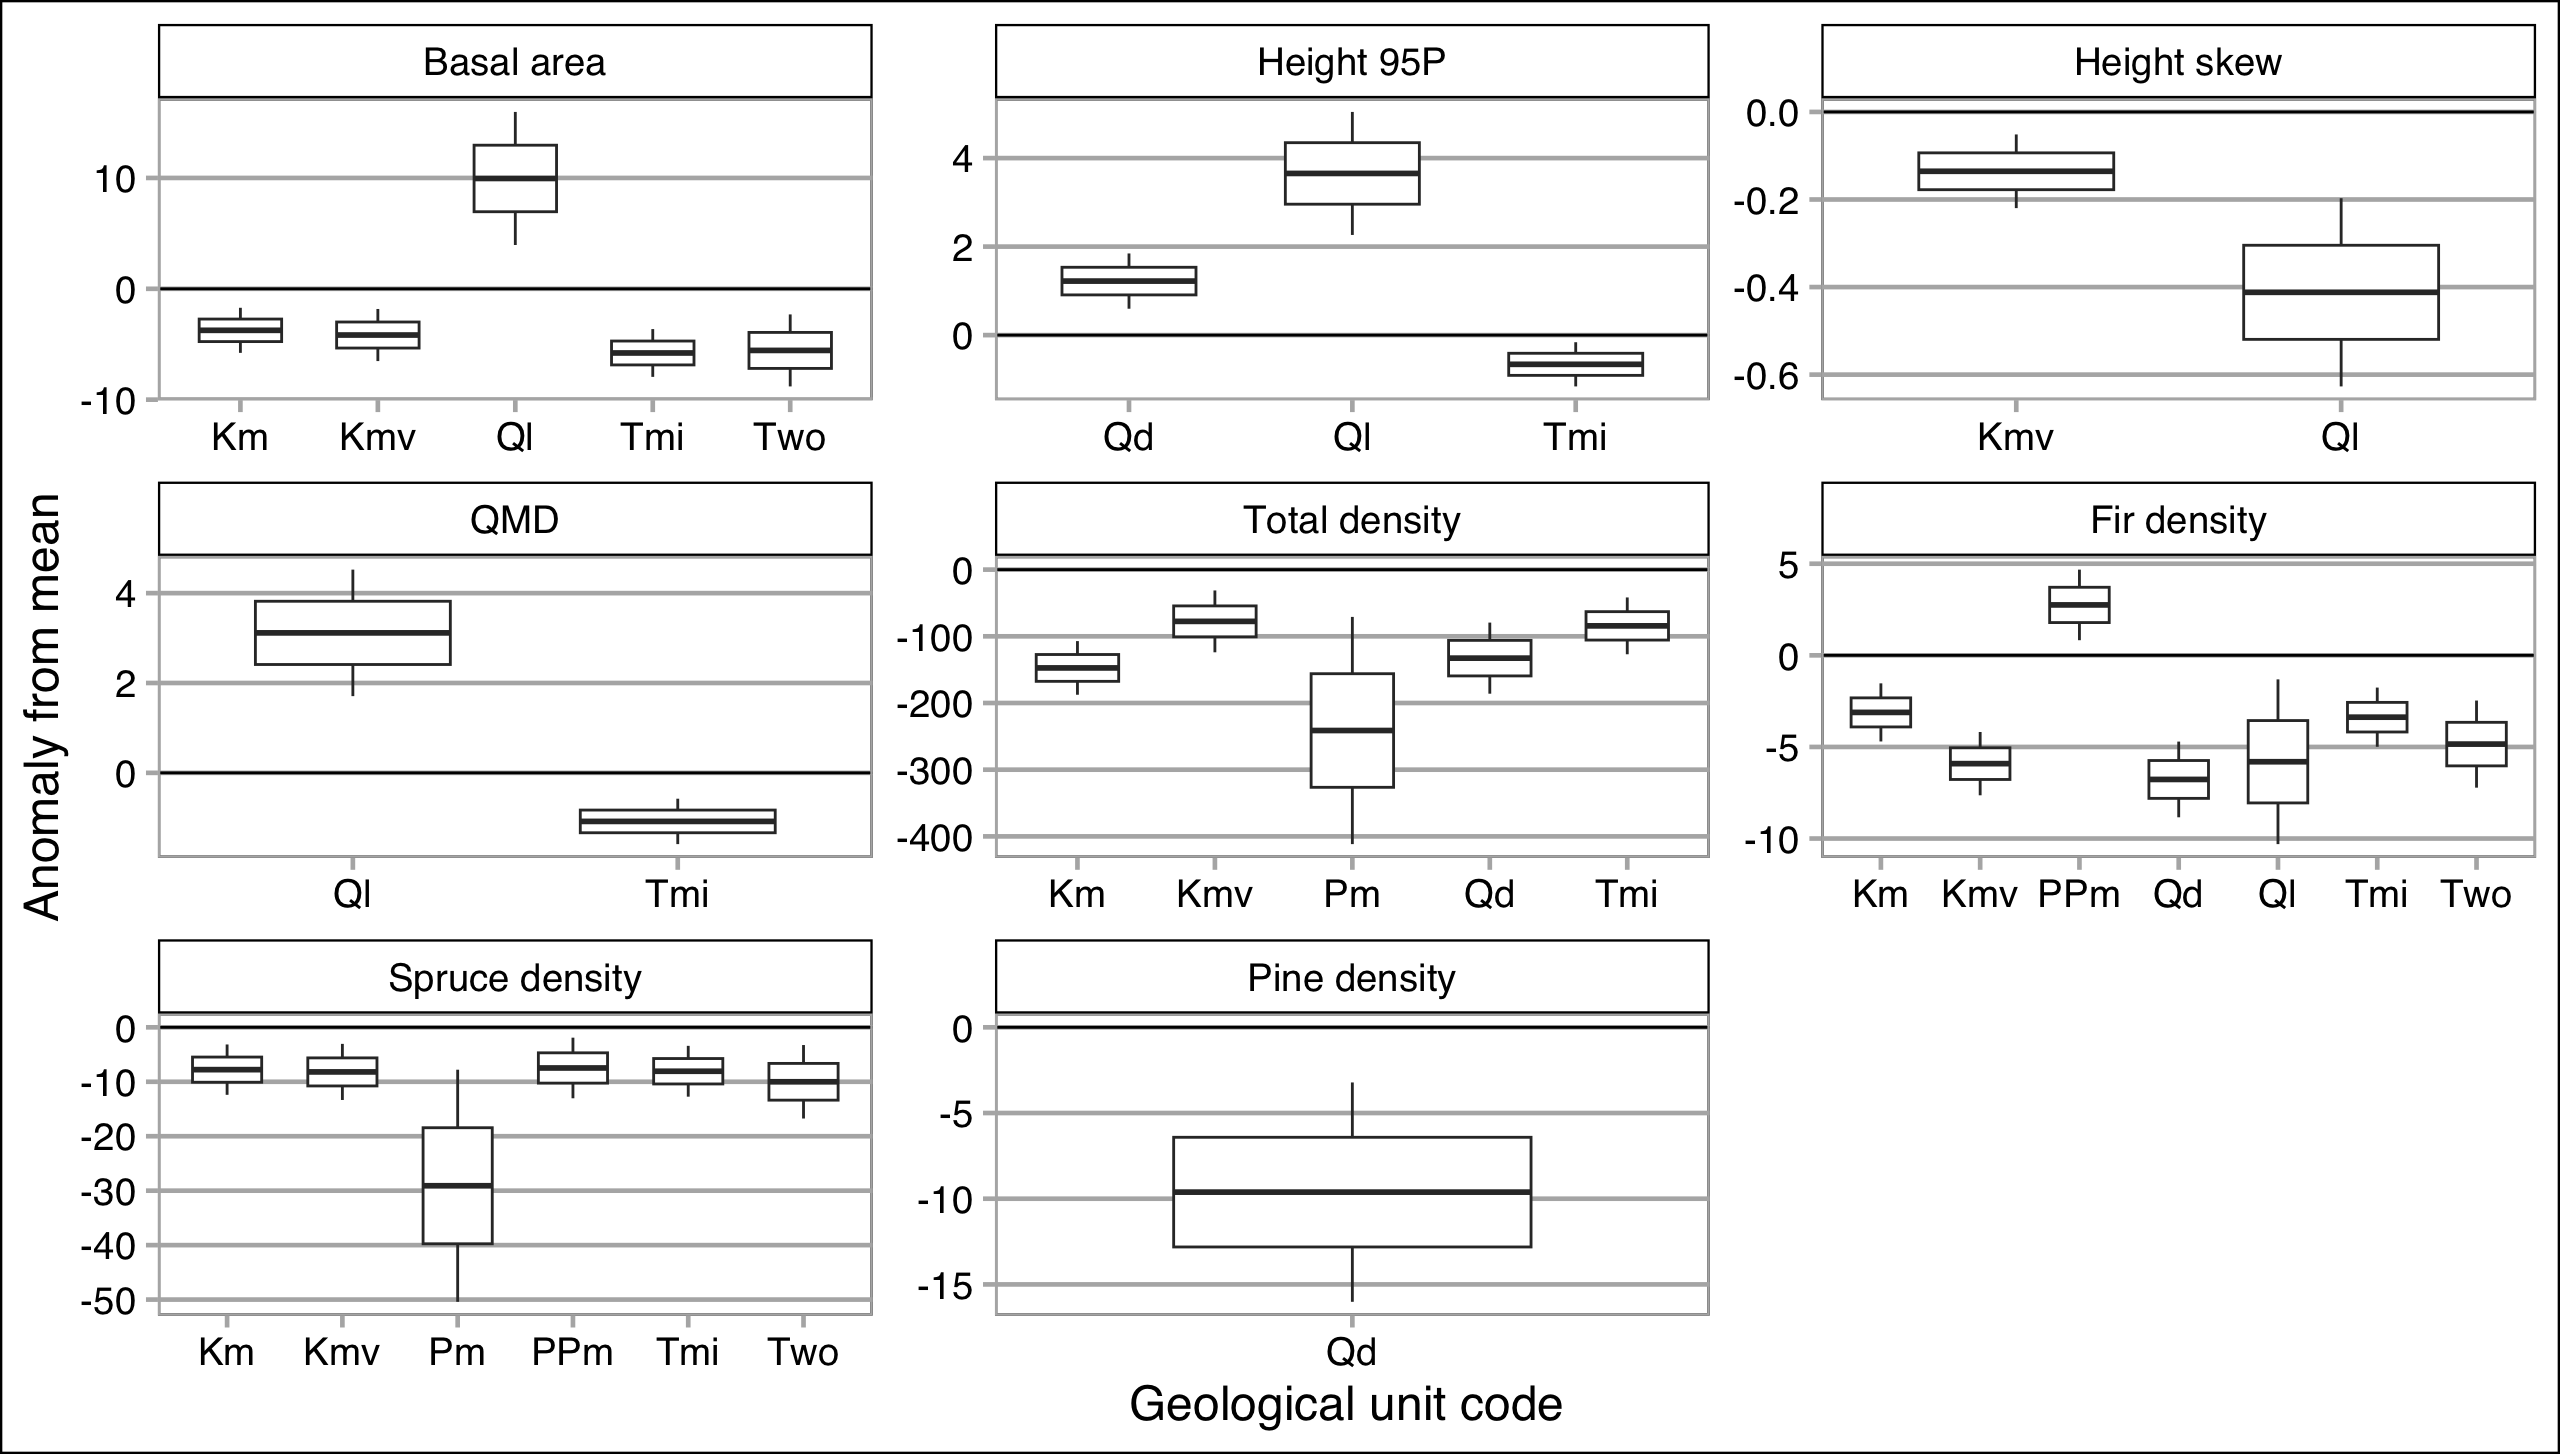 Basal area
Height 95P
Height skew
10
0
-10
Km Kmv Ql Tmi Two
4
2
0
Qd Ql Tmi
0.0
-0.2
-0.4
-0.6
Kmv Ql
Anomaly from mean
QMD
Total density
Fir density
4
2
0
Ql Tmi
0
-100
-200
-300
-400
Km Kmv Pm Qd Tmi
5
0
-5
-10
Km Kmv PPm Qd Ql Tmi Two
Spruce density
Pine density
0
-10
-20
-30
-40
-50
Km Kmv Pm PPm Tmi Two
0
-5
-10
-15
Qd
Geological unit code